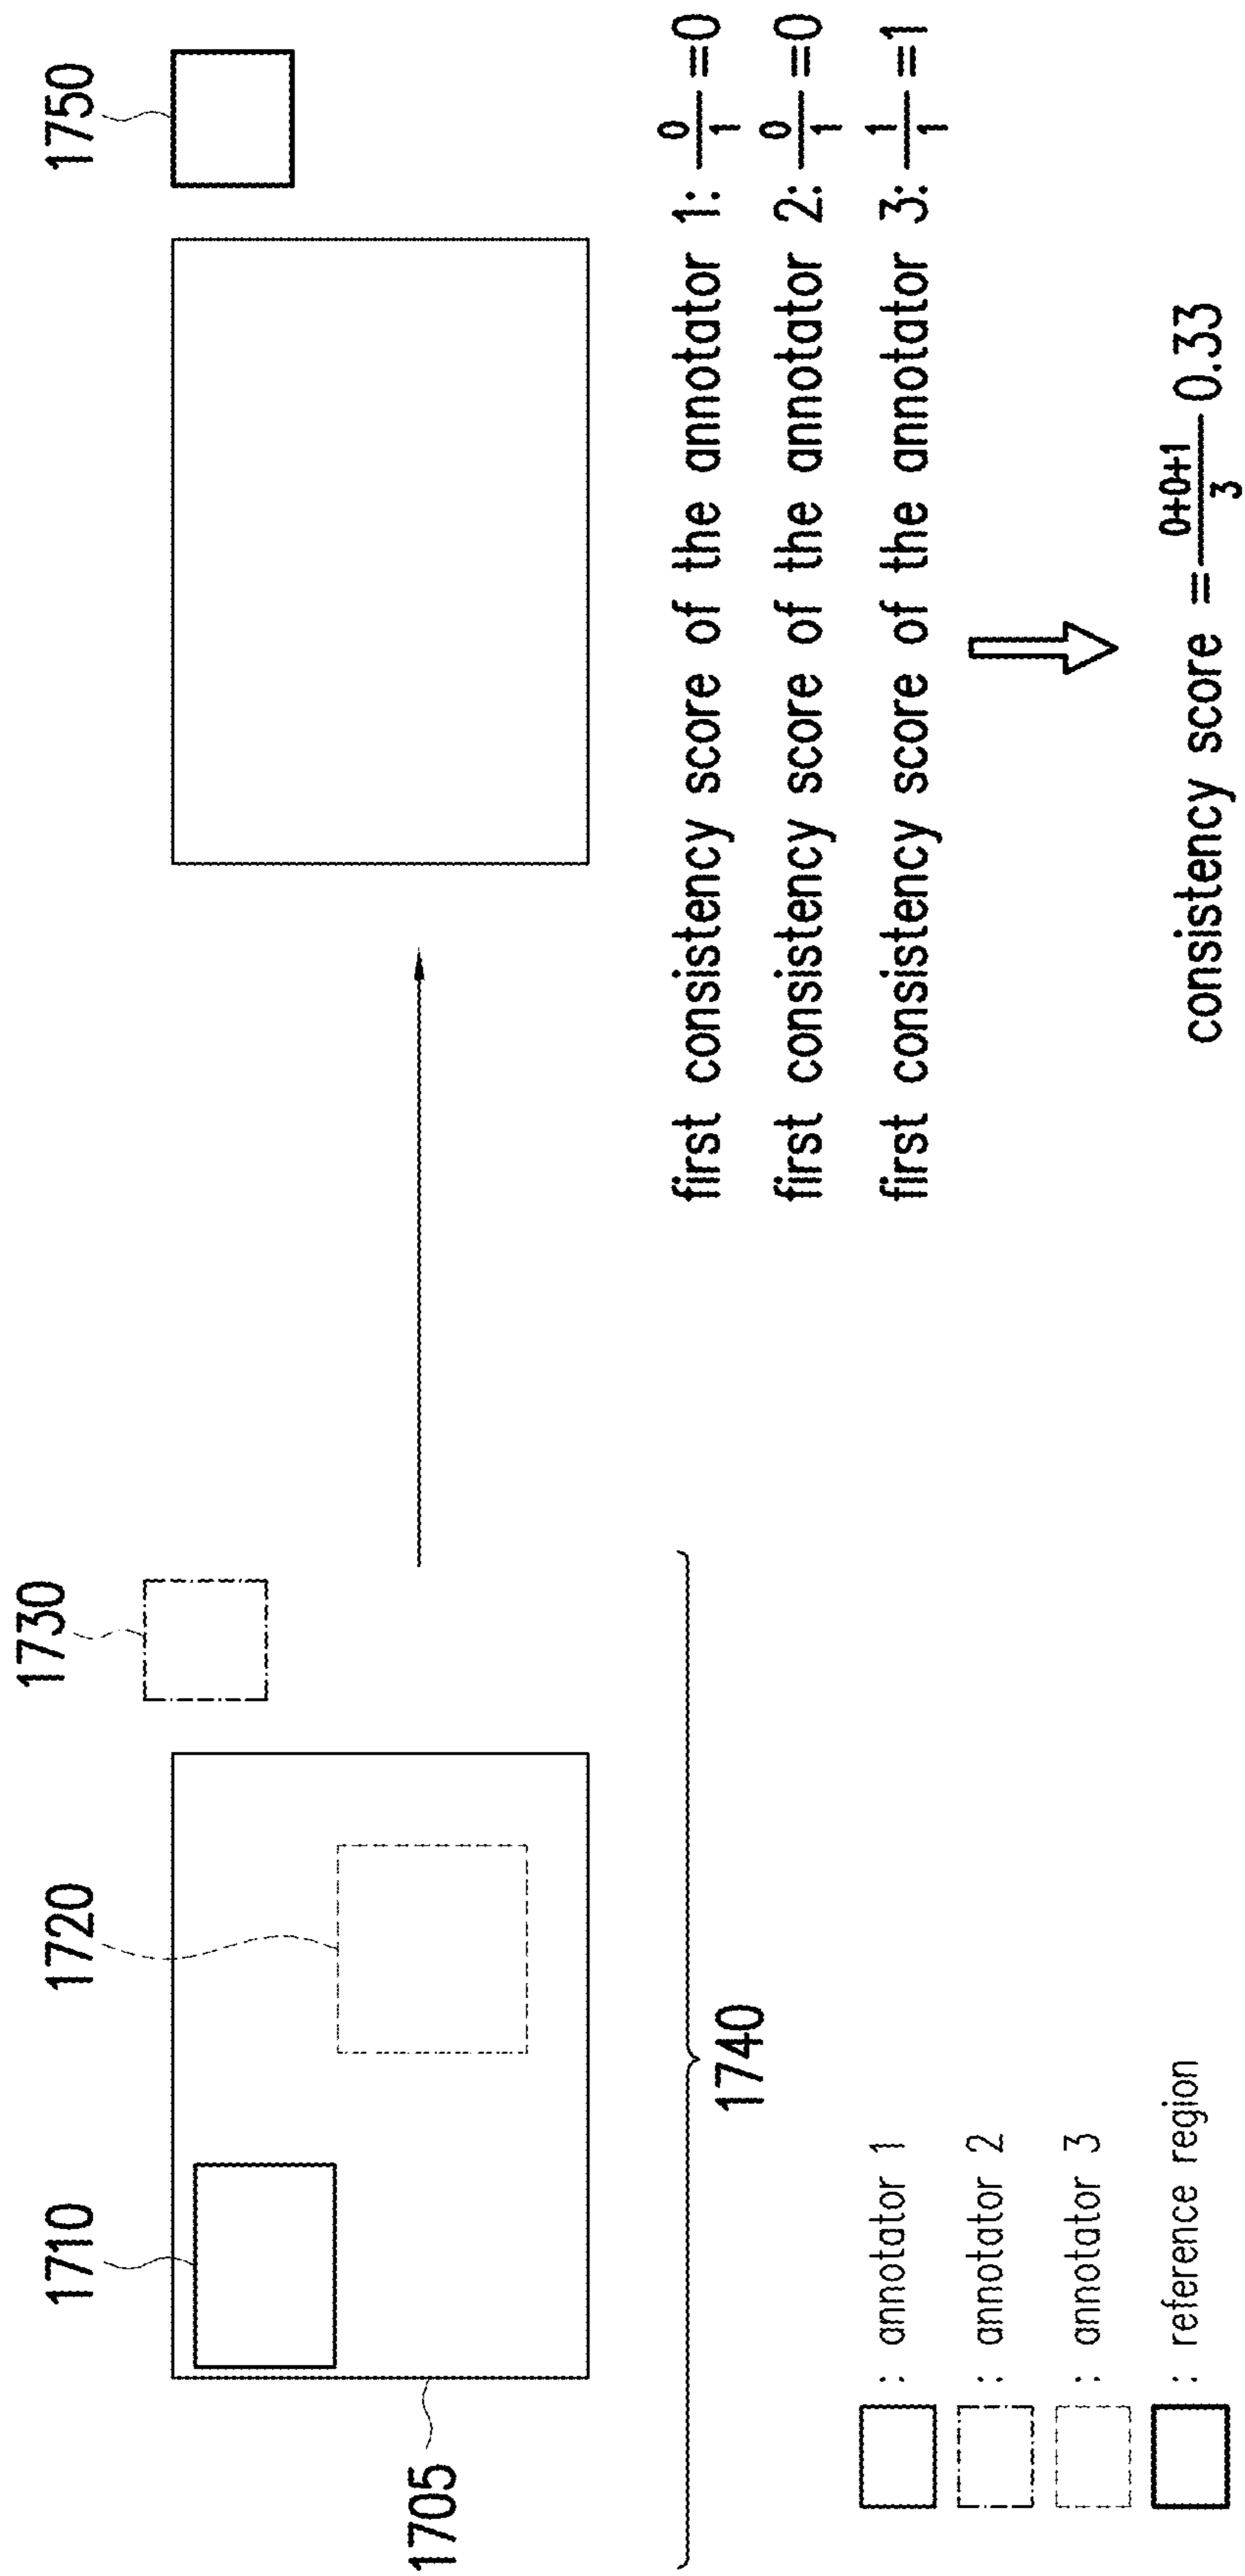 1710
1720
1730
1750
1705
1740
: annotator 1
: annotator 2
: annotator 3
: reference region
first consistency score of the annotator 1: 0/1 =0
first consistency score of the annotator 2: 0/1 =0
first consistency score of the annotator 3: 1/1 =1
consistency score = 0+0+1/3 0.33